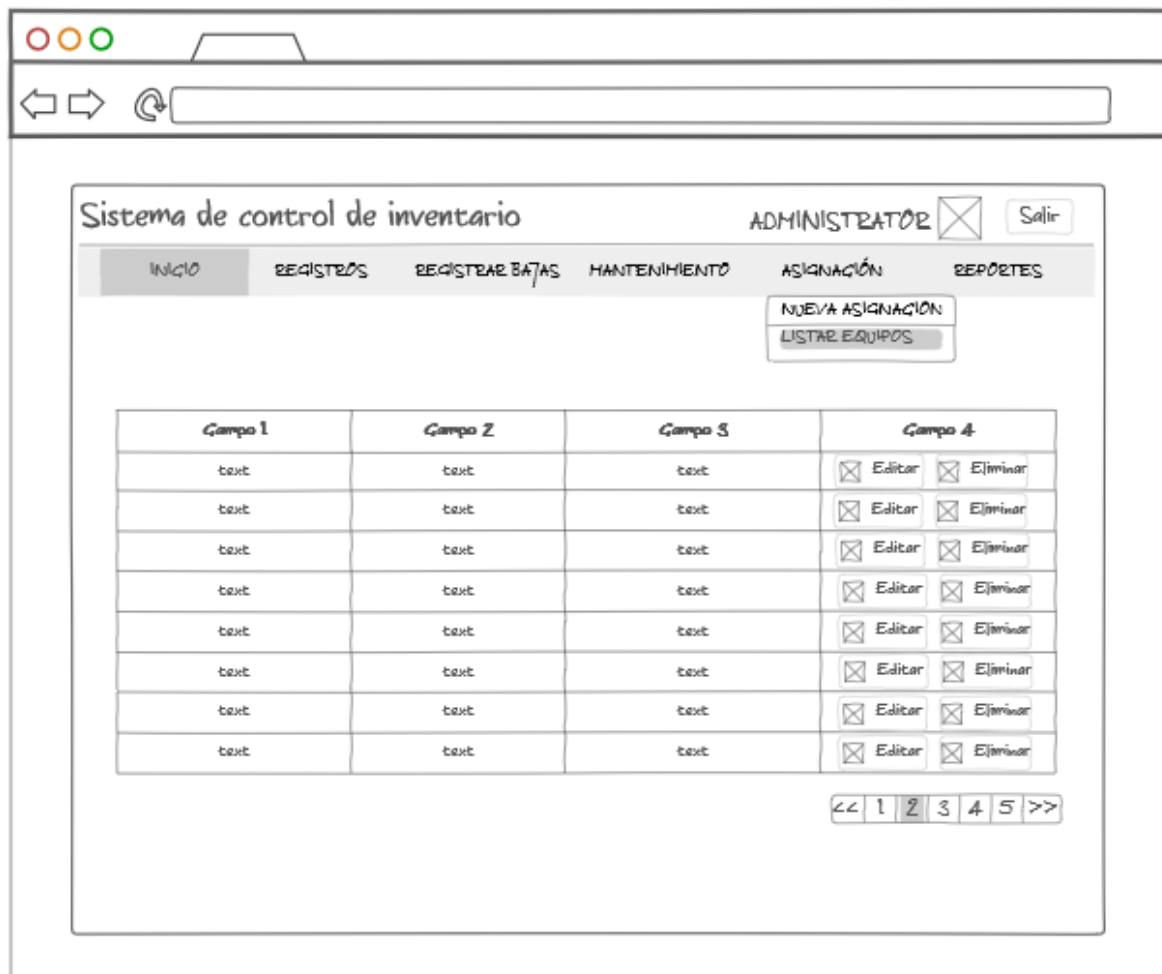 Sistema de control de inventario ADMINISTRATOR Salir
INICIO REGISTROS REGISTRAR BAJAS MANTENIMIENTO ASIGNACIÓN REPORTES
NUEVA ASIGNACIÓN
LISTAR EQUIPOS
Campo 1 Campo 2 Campo 3 Campo 4
text text text Editar Eliminar
text text text Editar Eliminar
text text text Editar Eliminar
text text text Editar Eliminar
text text text Editar Eliminar
text text text Editar Eliminar
text text text Editar Eliminar
text text text Editar Eliminar
<< 1 2 3 4 5 >>